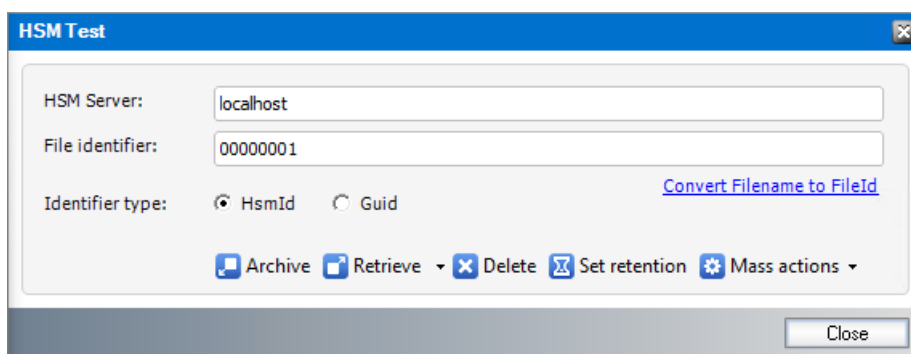 HSM Test
HSM Server: localhost
File identifier: 00000001
Convert Filename to FileId
Identifier type: HsmId Guid
Archive Retrieve Delete Set retention Mass actions
Close